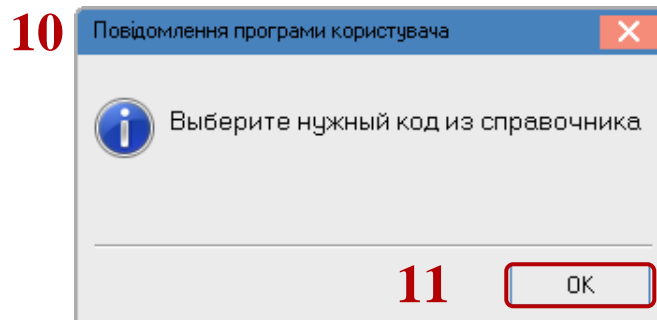 10
Повідомлення програми користувача
Выберите нужный код из справочника
11
OK